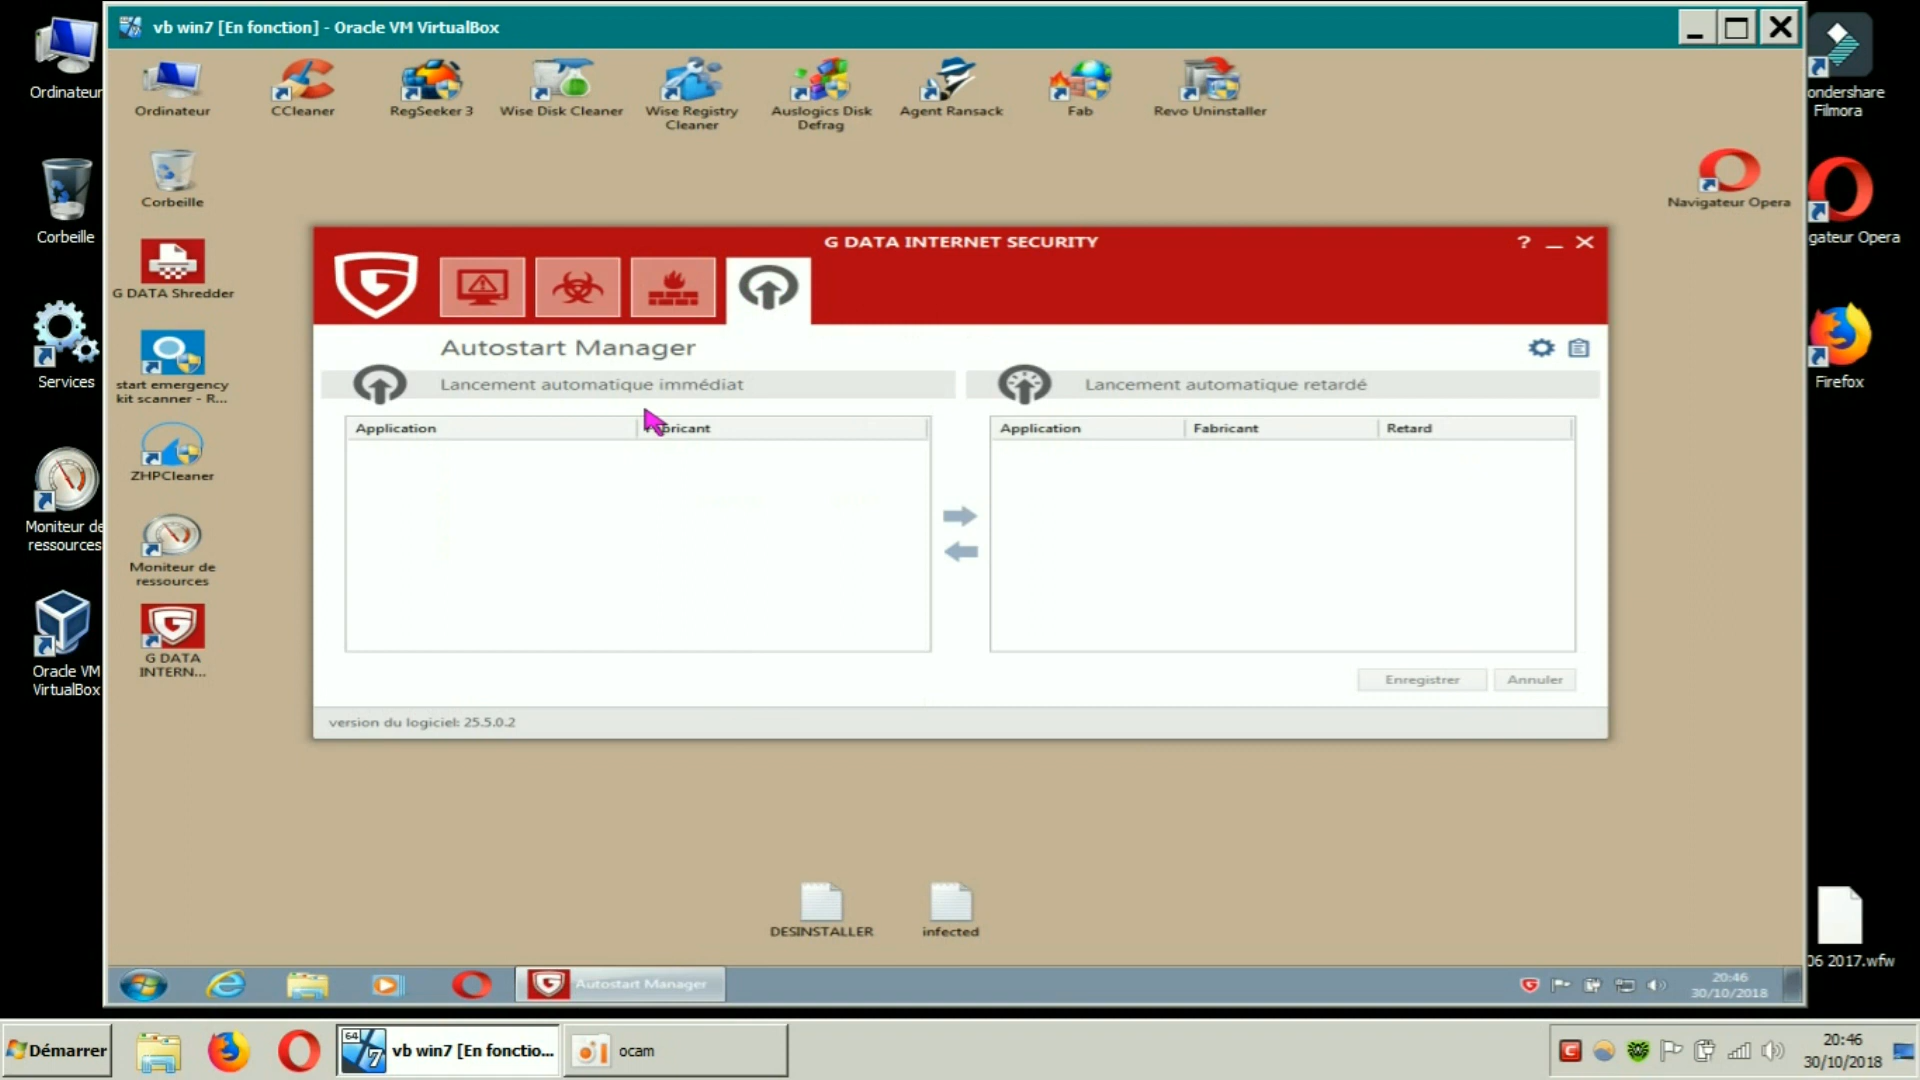 vb win7 [En fonction] - Oracle VM VirtualBox
Ordinateur
Corbeille
Services
Moniteur de
ressources
Oracle VM
VirtualBox
Ordinateur
CCleaner
RegSeeker 3
Wise Disk Cleaner
Wise Registry
Cleaner
Auslogics Disk
Defrag
Agent Ransack
Fab
Revo Uninstaller
Corbeille
G DATA Shredder
start emergency
kit scanner - R...
ZHPCleaner
Moniteur de
ressources
G DATA
INTERN...
Navigateur Opera
ondershare
Filmora
gateur Opera
Firefox
06 2017.wfw
G DATA INTERNET SECURITY
?
Autostart Manager
Lancement automatique immédiat
Lancement automatique retardé
Application
Application Fabricant Retard
Enregistrer Annuler
version du logiciel: 25.5.0.2
DESINSTALLER
infected
Autostart Manager
20:46
30/10/2018
Démarrer
64
7
vb win7 [En fonctio...
ocam
20:46
30/10/2018